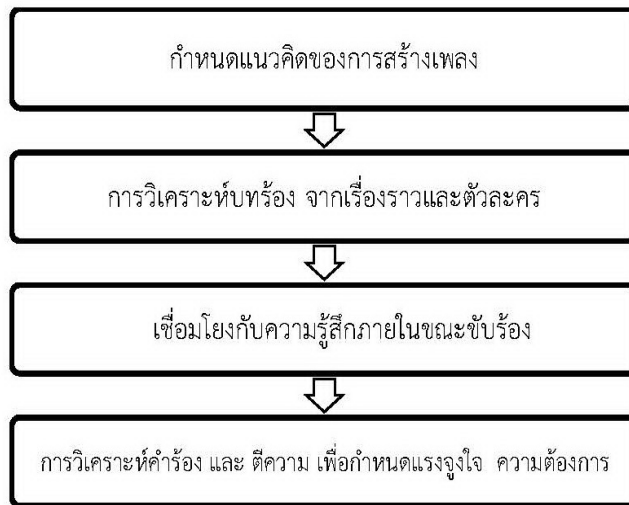 กำหนดแนวคิดของการสร้างเพลง
การวิเคราะห์บทร้อง จากเรื่องราวและตัวละคร
เชื่อมโยงกับความรู้สึกภายในขณะขับร้อง
การวิเคราะห์คำร้อง และ ตีความ เพื่อกำหนดแรงจูงใจ ความต้องการ